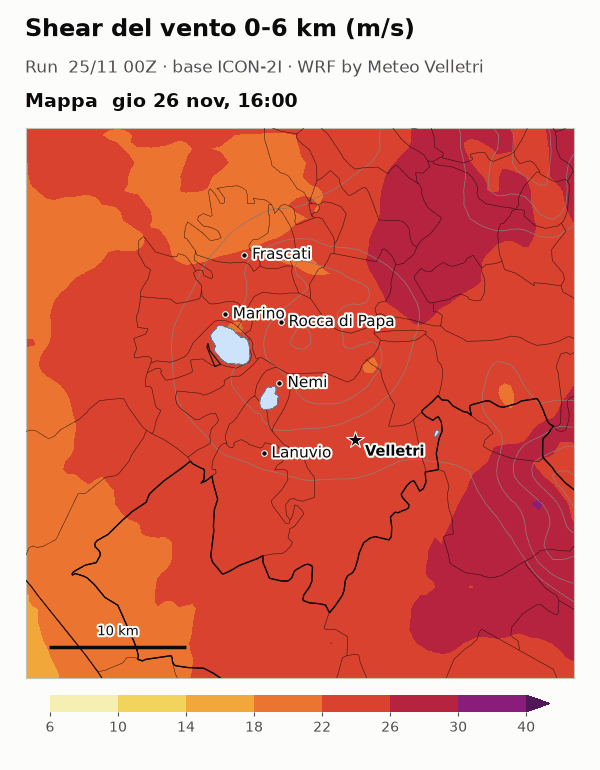 Shear del vento 0-6 km (m/s)
Run  25/11 00Z · base ICON-2I · WRF by Meteo Velletri
Mappa  gio 26 nov, 16:00
Frascati
Marino
Rocca di Papa
Nemi
Velletri
Lanuvio
10 km
6 10 14 18 22 26 30 40